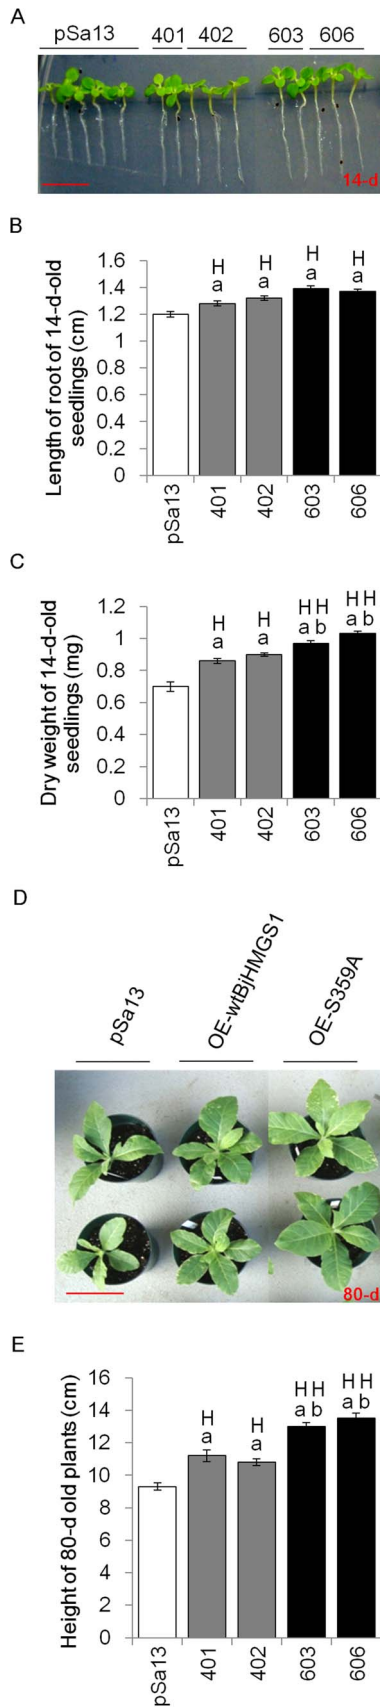 A
pSa13 401 402 603 606
14-d
B
Length of root of 14-d-old
seedlings (cm)
1.6
1.4
1.2
1
0.8
0.6
0.4
0.2
0
H H H H
a a a a
pSa13 401 402 603 606
C
Dry weight of 14-d-old
seedlings (mg)
1.2
1
0.8
0.6
0.4
0.2
0
H H H H H H
a a a b a b
pSa13 401 402 603 606
D
pSa13 OE-wtBjHMGS1 OE-S359A
80-d
E
Height of 80-d old plants (cm)
16
14
12
10
8
6
4
2
0
H H H H H H
a a a b a b
pSa13 401 402 603 606